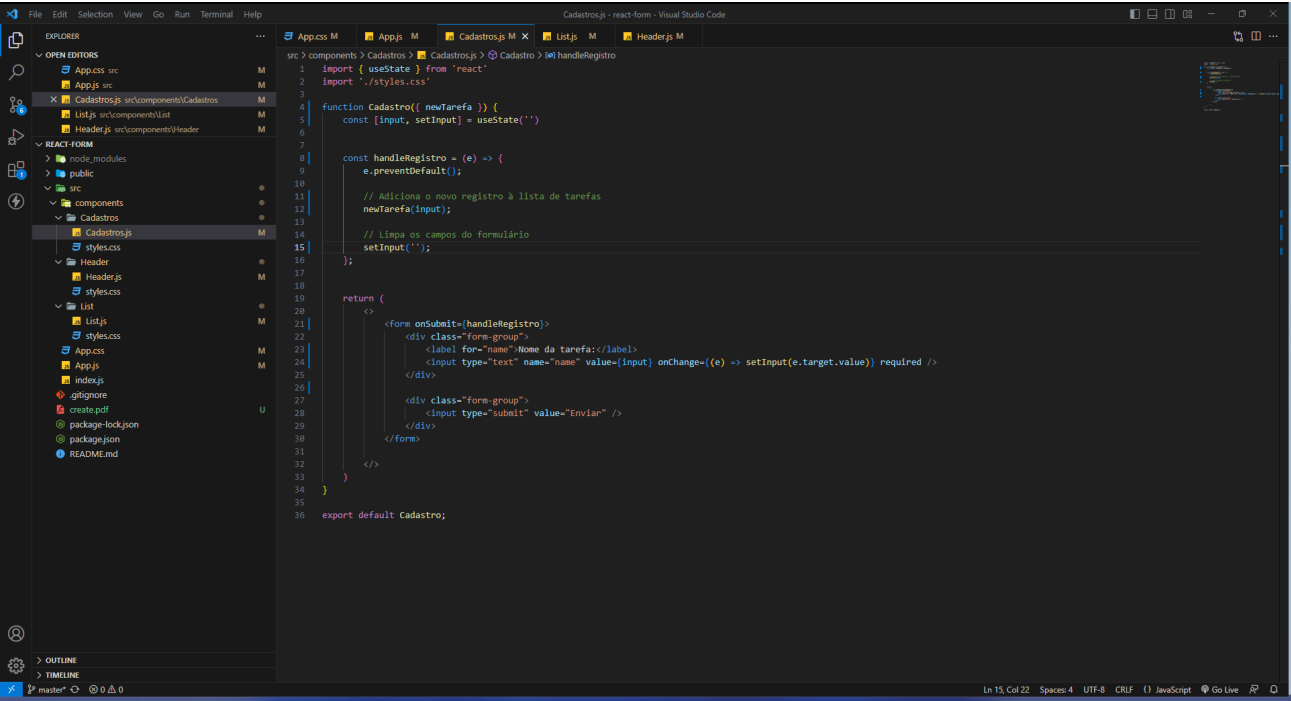 File Edit Selection View Go Run Terminal Help
Cadastros.js - react-form - Visual Studio Code
EXPLORER
OPEN EDITORS
App.css src M
App.js src M
Cadastros.js src\components\Cadastros M
List.js src\components\List M
Header.js src\components\Header M
REACT-FORM
node_modules
public
src
components
Cadastros
Cadastros.js M
styles.css
Header
Header.js M
styles.css
List
List.js M
styles.css
App.css M
App.js M
index.js
.gitignore
create.pdf U
package-lock.json
package.json
README.md
OUTLINE
TIMELINE
App.css M App.js M Cadastros.js M List.js M Header.js M
src > components > Cadastros > Cadastros.js > Cadastro > handleRegistro
1 import { useState } from 'react'
2 import './styles.css'
3
4 function Cadastro({ newTarefa }) {
5 const [input, setInput] = useState('')
6
7
8 const handleRegistro = (e) => {
9 e.preventDefault();
10
11 // Adiciona o novo registro à lista de tarefas
12 newTarefa(input);
13
14 // Limpa os campos do formulário
15 setInput('');
16 };
17
18
19 return (
20 <>
21 <form onSubmit={handleRegistro}>
22 <div class="form-group">
23 <label for="name">Nome da tarefa:</label>
24 <input type="text" name="name" value={input} onChange={(e) => setInput(e.target.value)} required />
25 </div>
26
27 <div class="form-group">
28 <input type="submit" value="Enviar" />
29 </div>
30 </form>
31
32 </>
33 )
34 }
35
36 export default Cadastro;
master* 0 0 Ln 15, Col 22 Spaces: 4 UTF-8 CRLF {} JavaScript Go Live